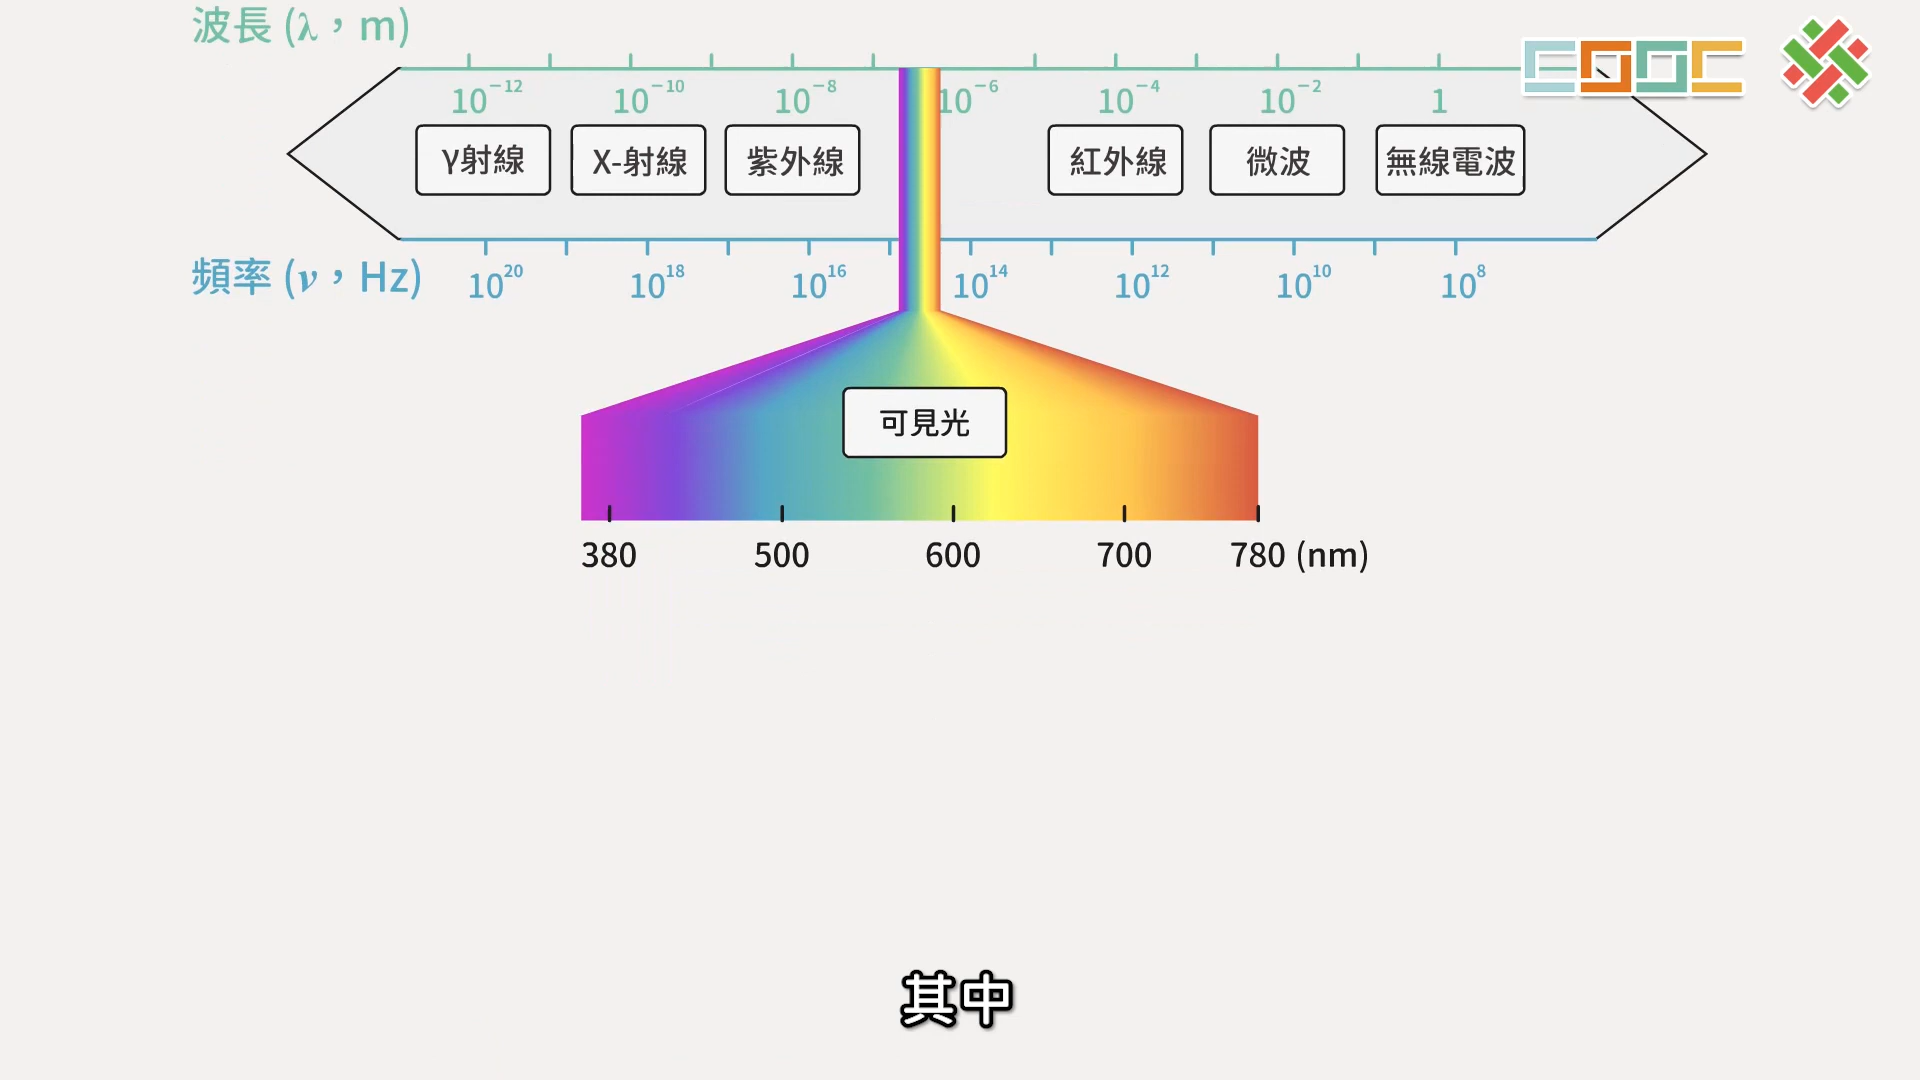 波長 (λ，m)
10⁻¹² 10⁻¹⁰ 10⁻⁸ 10⁻⁶ 10⁻⁴ 10⁻² 1
γ射線 X-射線 紫外線 紅外線 微波 無線電波
頻率 (ν，Hz)
10²⁰ 10¹⁸ 10¹⁶ 10¹⁴ 10¹² 10¹⁰ 10⁸
可見光
380 500 600 700 780 (nm)
其中